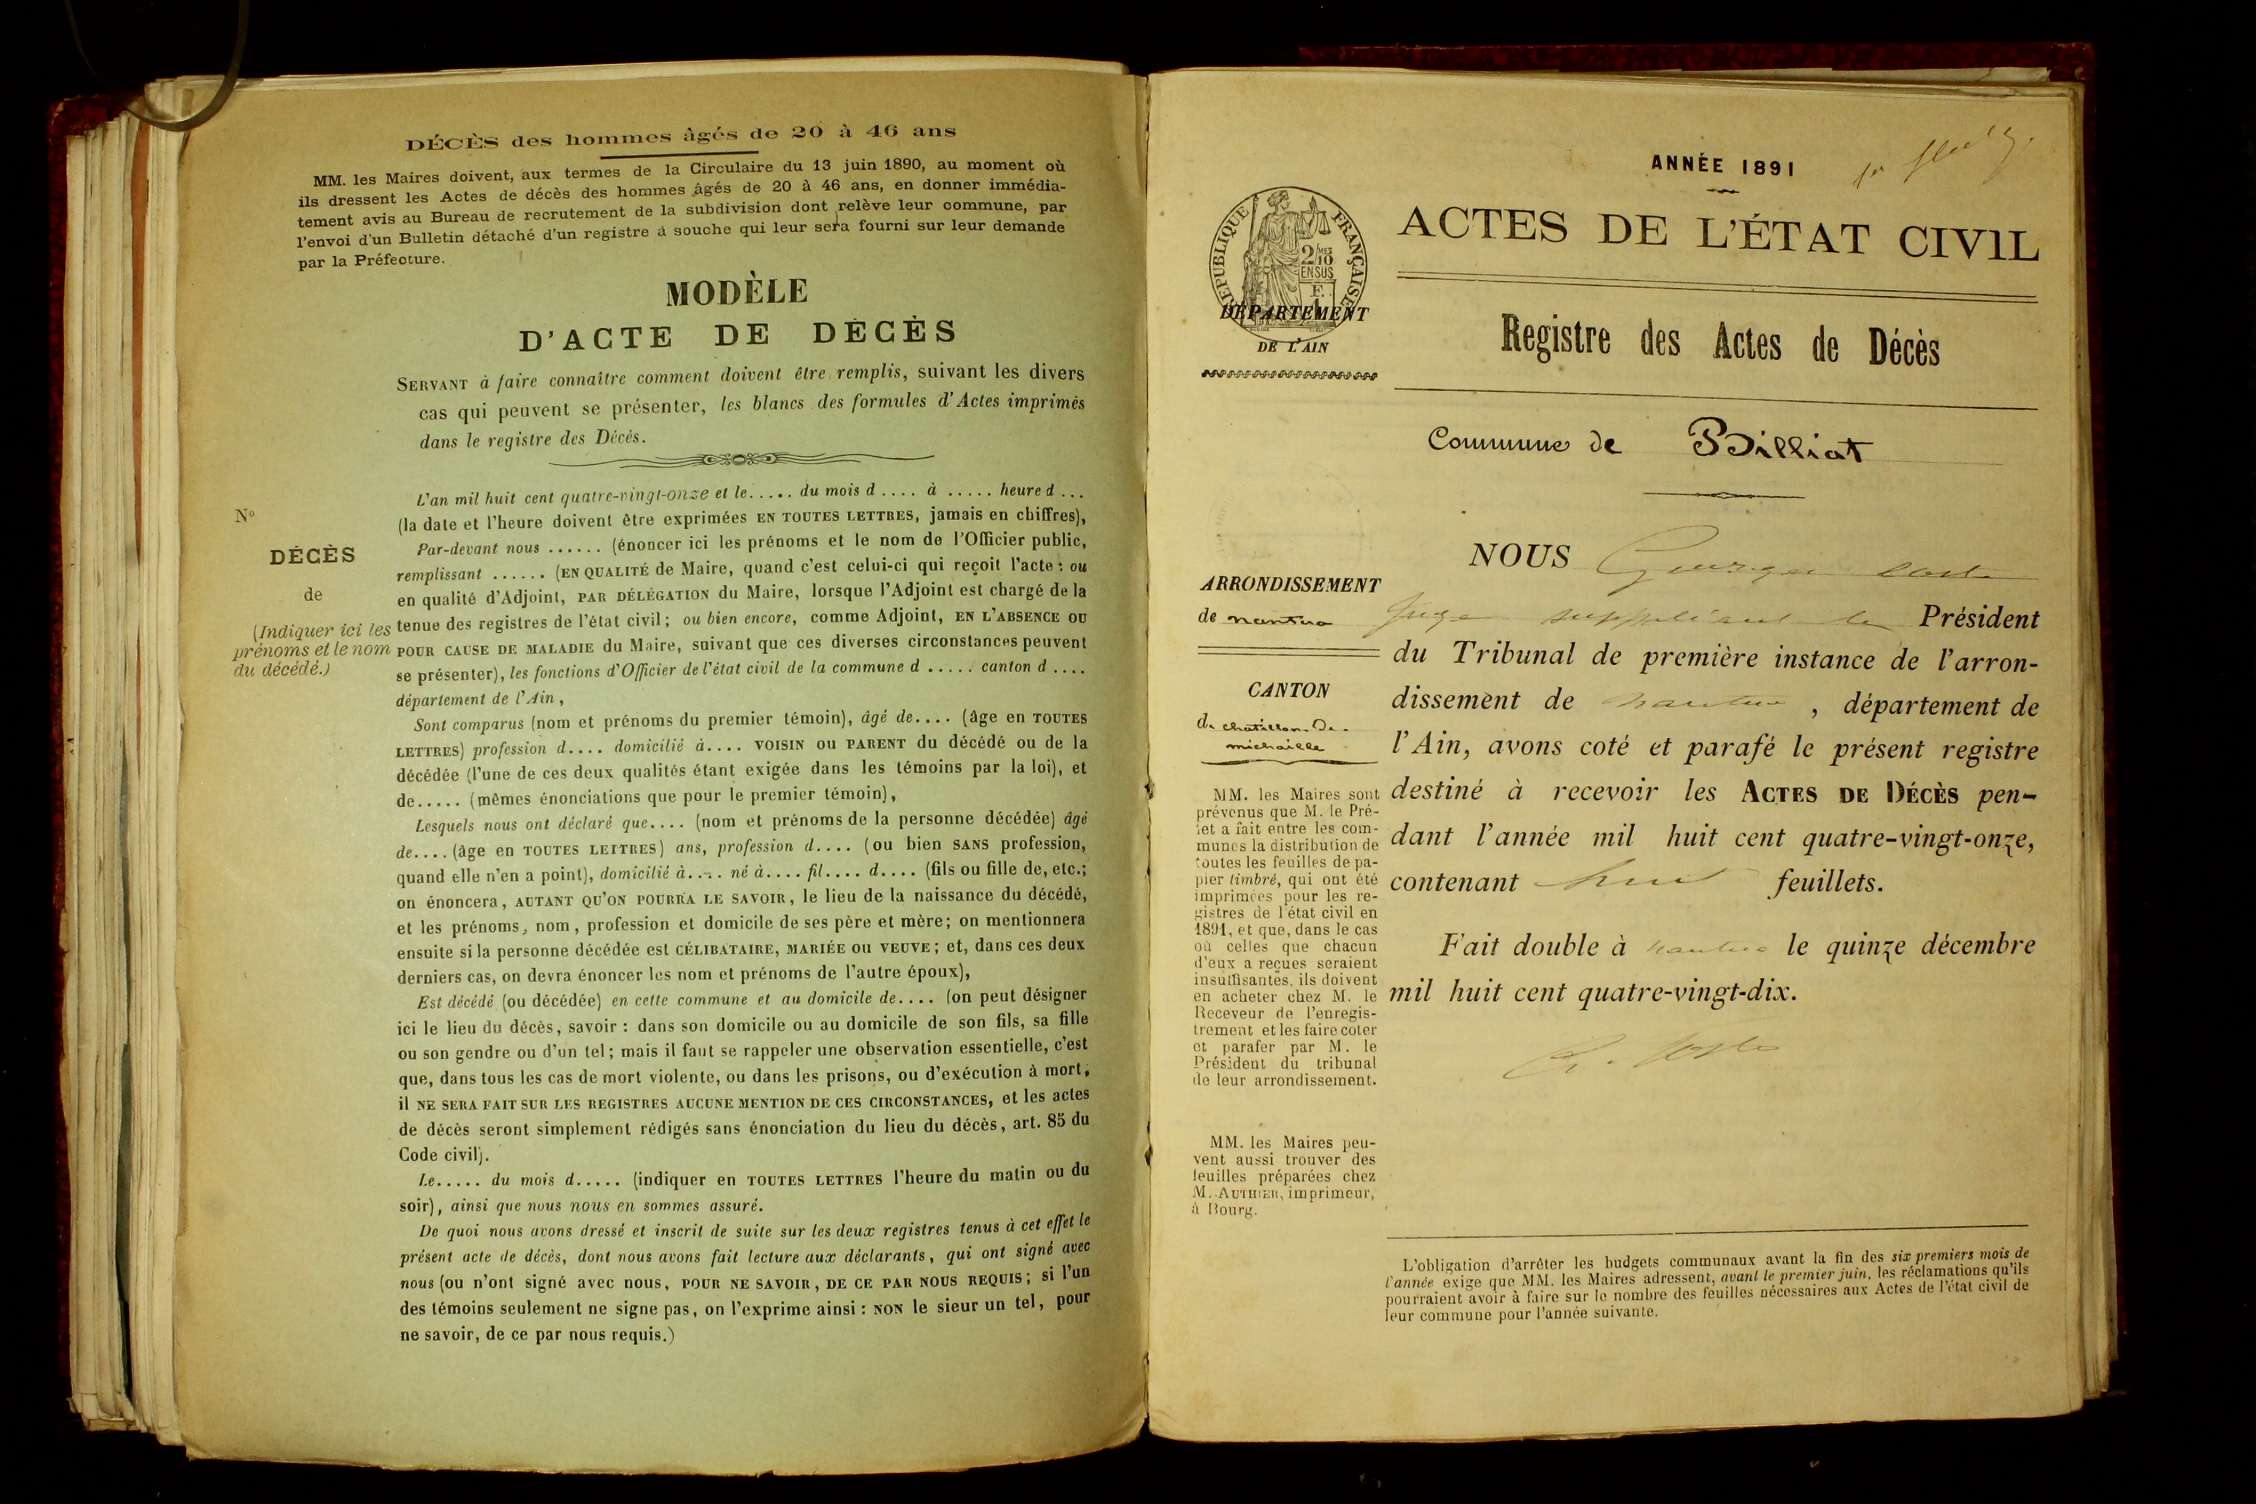 DÉCÈS des hommes âgés de 20 à 46 ans
MM. les Maires doivent, aux termes de la Circulaire du 13 juin 1890, au moment où
ils dressent les Actes de décès des hommes âgés de 20 à 46 ans, en donner immédia-
tement avis au Bureau de recrutement de la subdivision dont relève leur commune, par
l'envoi d'un Bulletin détaché d'un registre à souche qui leur sera fourni sur leur demande
par la Préfecture.
MODÈLE
D'ACTE DE DÉCÈS
SERVANT à faire connaître comment doivent être remplis, suivant les divers
cas qui peuvent se présenter, les blancs des formules d'Actes imprimés
dans le registre des Décès.
N°
DÉCÈS
de
(Indiquer ici les
prénoms et le nom
du décédé.)
L'an mil huit cent quatre-vingt-onze et le..... du mois d .... à ..... heure d ...
(la date et l'heure doivent être exprimées EN TOUTES LETTRES, jamais en chiffres),
Par-devant nous ...... (énoncer ici les prénoms et le nom de l'Officier public,
remplissant ...... (EN QUALITÉ de Maire, quand c'est celui-ci qui reçoit l'acte : ou
en qualité d'Adjoint, PAR DÉLÉGATION du Maire, lorsque l'Adjoint est chargé de la
tenue des registres de l'état civil; ou bien encore, comme Adjoint, EN L'ABSENCE OU
POUR CAUSE DE MALADIE du Maire, suivant que ces diverses circonstances peuvent
se présenter), les fonctions d'Officier de l'état civil de la commune d ..... canton d ....
département de l'Ain,
Sont comparus (nom et prénoms du premier témoin), âgé de.... (âge en TOUTES
LETTRES) profession d.... domicilié à.... VOISIN OU PARENT du décédé ou de la
décédée (l'une de ces deux qualités étant exigée dans les témoins par la loi), et
de..... (mêmes énonciations que pour le premier témoin),
Lesquels nous ont déclaré que.... (nom et prénoms de la personne décédée) âgé
de.... (âge en TOUTES LETTRES) ans, profession d.... (ou bien SANS profession,
quand elle n'en a point), domicilié à.... né à.... fil.... d.... (fils ou fille de, etc.;
on énoncera, AUTANT QU'ON POURRA LE SAVOIR, le lieu de la naissance du décédé,
et les prénoms, nom, profession et domicile de ses père et mère; on mentionnera
ensuite si la personne décédée est CÉLIBATAIRE, MARIÉE OU VEUVE; et, dans ces deux
derniers cas, on devra énoncer les nom et prénoms de l'autre époux),
Est décédé (ou décédée) en cette commune et au domicile de.... (on peut désigner
ici le lieu du décès, savoir : dans son domicile ou au domicile de son fils, sa fille
ou son gendre ou d'un tel; mais il faut se rappeler une observation essentielle, c'est
que, dans tous les cas de mort violente, ou dans les prisons, ou d'exécution à mort,
il NE SERA FAIT SUR LES REGISTRES AUCUNE MENTION DE CES CIRCONSTANCES, et les actes
de décès seront simplement rédigés sans énonciation du lieu du décès, art. 85 du
Code civil).
Le..... du mois d..... (indiquer en TOUTES LETTRES l'heure du matin ou du
soir), ainsi que nous nous en sommes assuré.
De quoi nous avons dressé et inscrit de suite sur les deux registres tenus à cet effet le
présent acte de décès, dont nous avons fait lecture aux déclarants, qui ont signé avec
nous (ou n'ont signé avec nous, POUR NE SAVOIR, DE CE PAR NOUS REQUIS; si l'un
des témoins seulement ne signe pas, on l'exprime ainsi : NON le sieur un tel, pour
ne savoir, de ce par nous requis.)
ANNÉE 1891
RÉPUBLIQUE FRANÇAISE
2/10
EN SUS
DÉPARTEMENT
DE L'AIN
ACTES DE L'ÉTAT CIVIL
Registre des Actes de Décès
Commune de Billiat
ARRONDISSEMENT
de nantua
CANTON
de chatillon-de-
michaille
MM. les Maires sont
prévenus que M. le Pré-
fet a fait entre les com-
munes la distribution de
toutes les feuilles de pa-
pier timbré, qui ont été
imprimées pour les re-
gistres de l'état civil en
1891, et que, dans le cas
où celles que chacun
d'eux a reçues seraient
insuffisantes, ils doivent
en acheter chez M. le
Receveur de l'enregis-
trement et les faire coter
et parafer par M. le
Président du tribunal
de leur arrondissement.
MM. les Maires peu-
vent aussi trouver des
feuilles préparées chez
M. AUTHIER, imprimeur,
à Bourg.
NOUS Georges
Juge suppléant le Président
du Tribunal de première instance de l'arron-
dissement de Nantua, département de
l'Ain, avons coté et parafé le présent registre
destiné à recevoir les ACTES DE DÉCÈS pen-
dant l'année mil huit cent quatre-vingt-onze,
contenant huit feuillets.
Fait double à Nantua le quinze décembre
mil huit cent quatre-vingt-dix.
L'obligation d'arrêter les budgets communaux avant la fin des six premiers mois de
l'année exige que MM. les Maires adressent, avant le premier juin, les réclamations qu'ils
pourraient avoir à faire sur le nombre des feuilles nécessaires aux Actes de l'état civil de
leur commune pour l'année suivante.